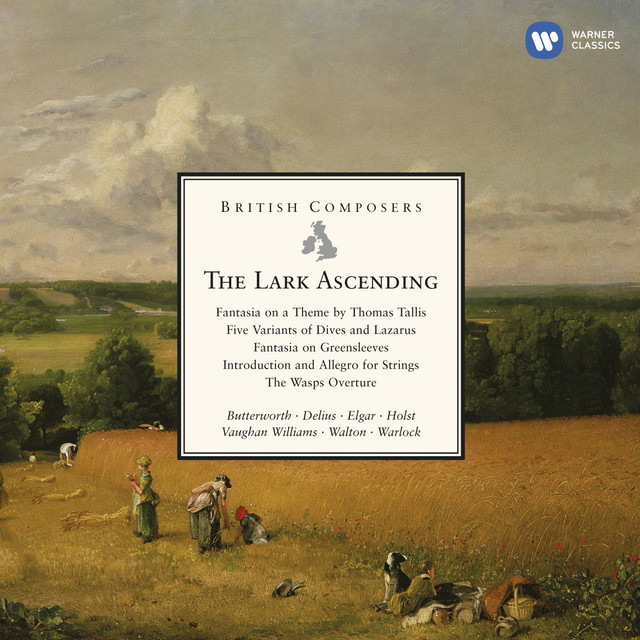 WARNER
CLASSICS
BRITISH COMPOSERS
THE LARK ASCENDING
Fantasia on a Theme by Thomas Tallis
Five Variants of Dives and Lazarus
Fantasia on Greensleeves
Introduction and Allegro for Strings
The Wasps Overture
Butterworth · Delius · Elgar · Holst
Vaughan Williams · Walton · Warlock